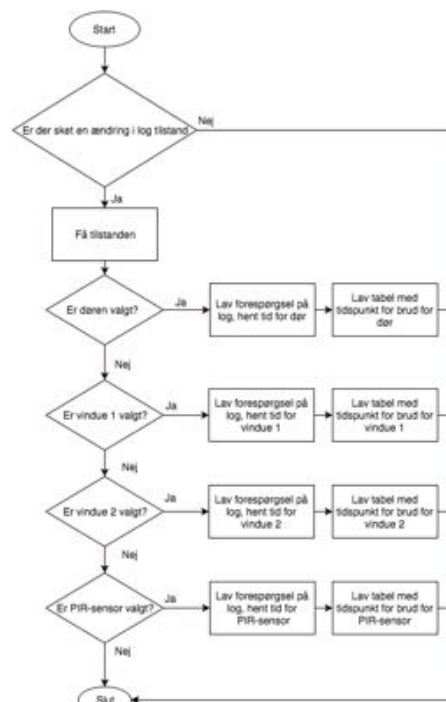 Start
Er der sket en ændring i log tilstand
Nej
Ja
Få tilstanden
Er døren valgt?
Ja
Lav forespørgsel på
log, hent tid for dør
Lav tabel med
tidspunkt for brud for
dør
Nej
Er vindue 1 valgt?
Ja
Lav forespørgsel på
log, hent tid for
vindue 1
Lav tabel med
tidspunkt for brud for
vindue 1
Nej
Er vindue 2 valgt?
Ja
Lav forespørgsel på
log, hent tid for
vindue 2
Lav tabel med
tidspunkt for brud for
vindue 2
Nej
Er PIR-sensor valgt?
Ja
Lav forespørgsel på
log, hent tid for
PIR-sensor
Lav tabel med
tidspunkt for brud for
PIR-sensor
Nej
Slut